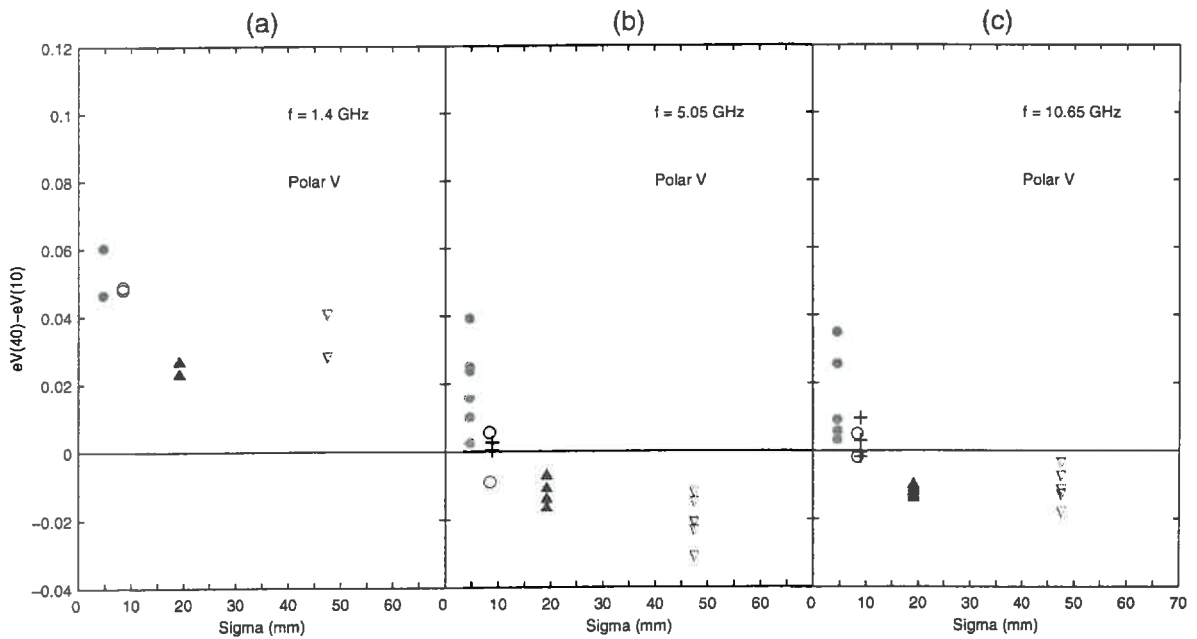 (a) (b) (c)
0.12
0.1
0.08
0.06
0.04
0.02
0
−0.02
−0.04
eV(40)−eV(10)
f = 1.4 GHz
Polar V
f = 5.05 GHz
Polar V
f = 10.65 GHz
Polar V
0 10 20 30 40 50 60 0 10 20 30 40 50 60 0 10 20 30 40 50 60 70
Sigma (mm) Sigma (mm) Sigma (mm)